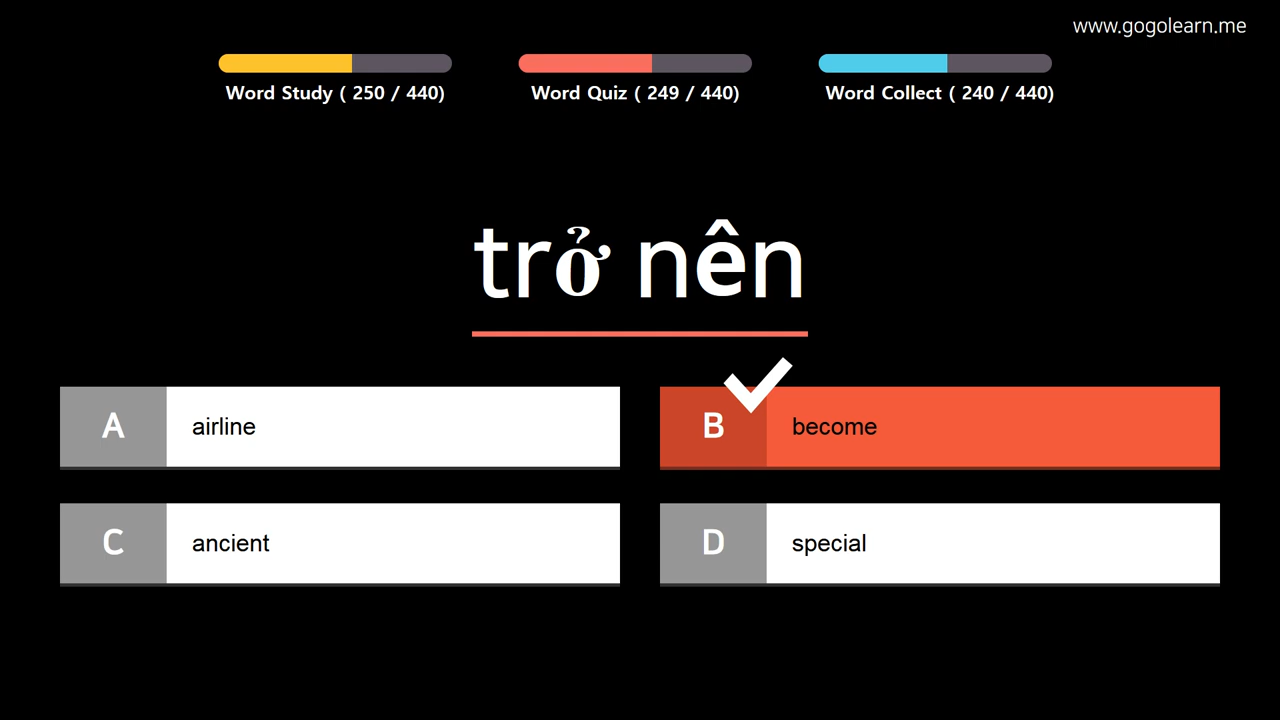 www.gogolearn.me
Word Study ( 250 / 440)
Word Quiz ( 249 / 440)
Word Collect ( 240 / 440)
trở nên
A airline
B become
C ancient
D special